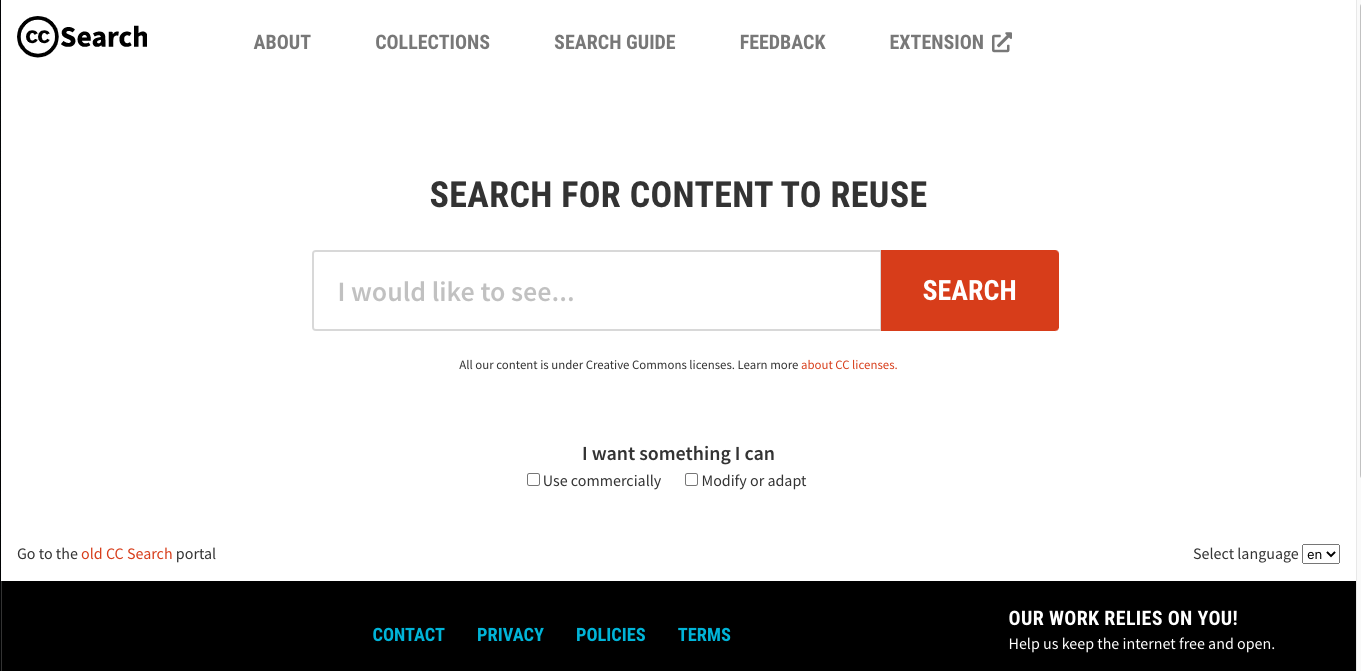 cc Search
ABOUT COLLECTIONS SEARCH GUIDE FEEDBACK EXTENSION
SEARCH FOR CONTENT TO REUSE
I would like to see...
SEARCH
All our content is under Creative Commons licenses. Learn more about CC licenses.
I want something I can
Use commercially Modify or adapt
Go to the old CC Search portal
Select language en
CONTACT PRIVACY POLICIES TERMS
OUR WORK RELIES ON YOU!
Help us keep the internet free and open.